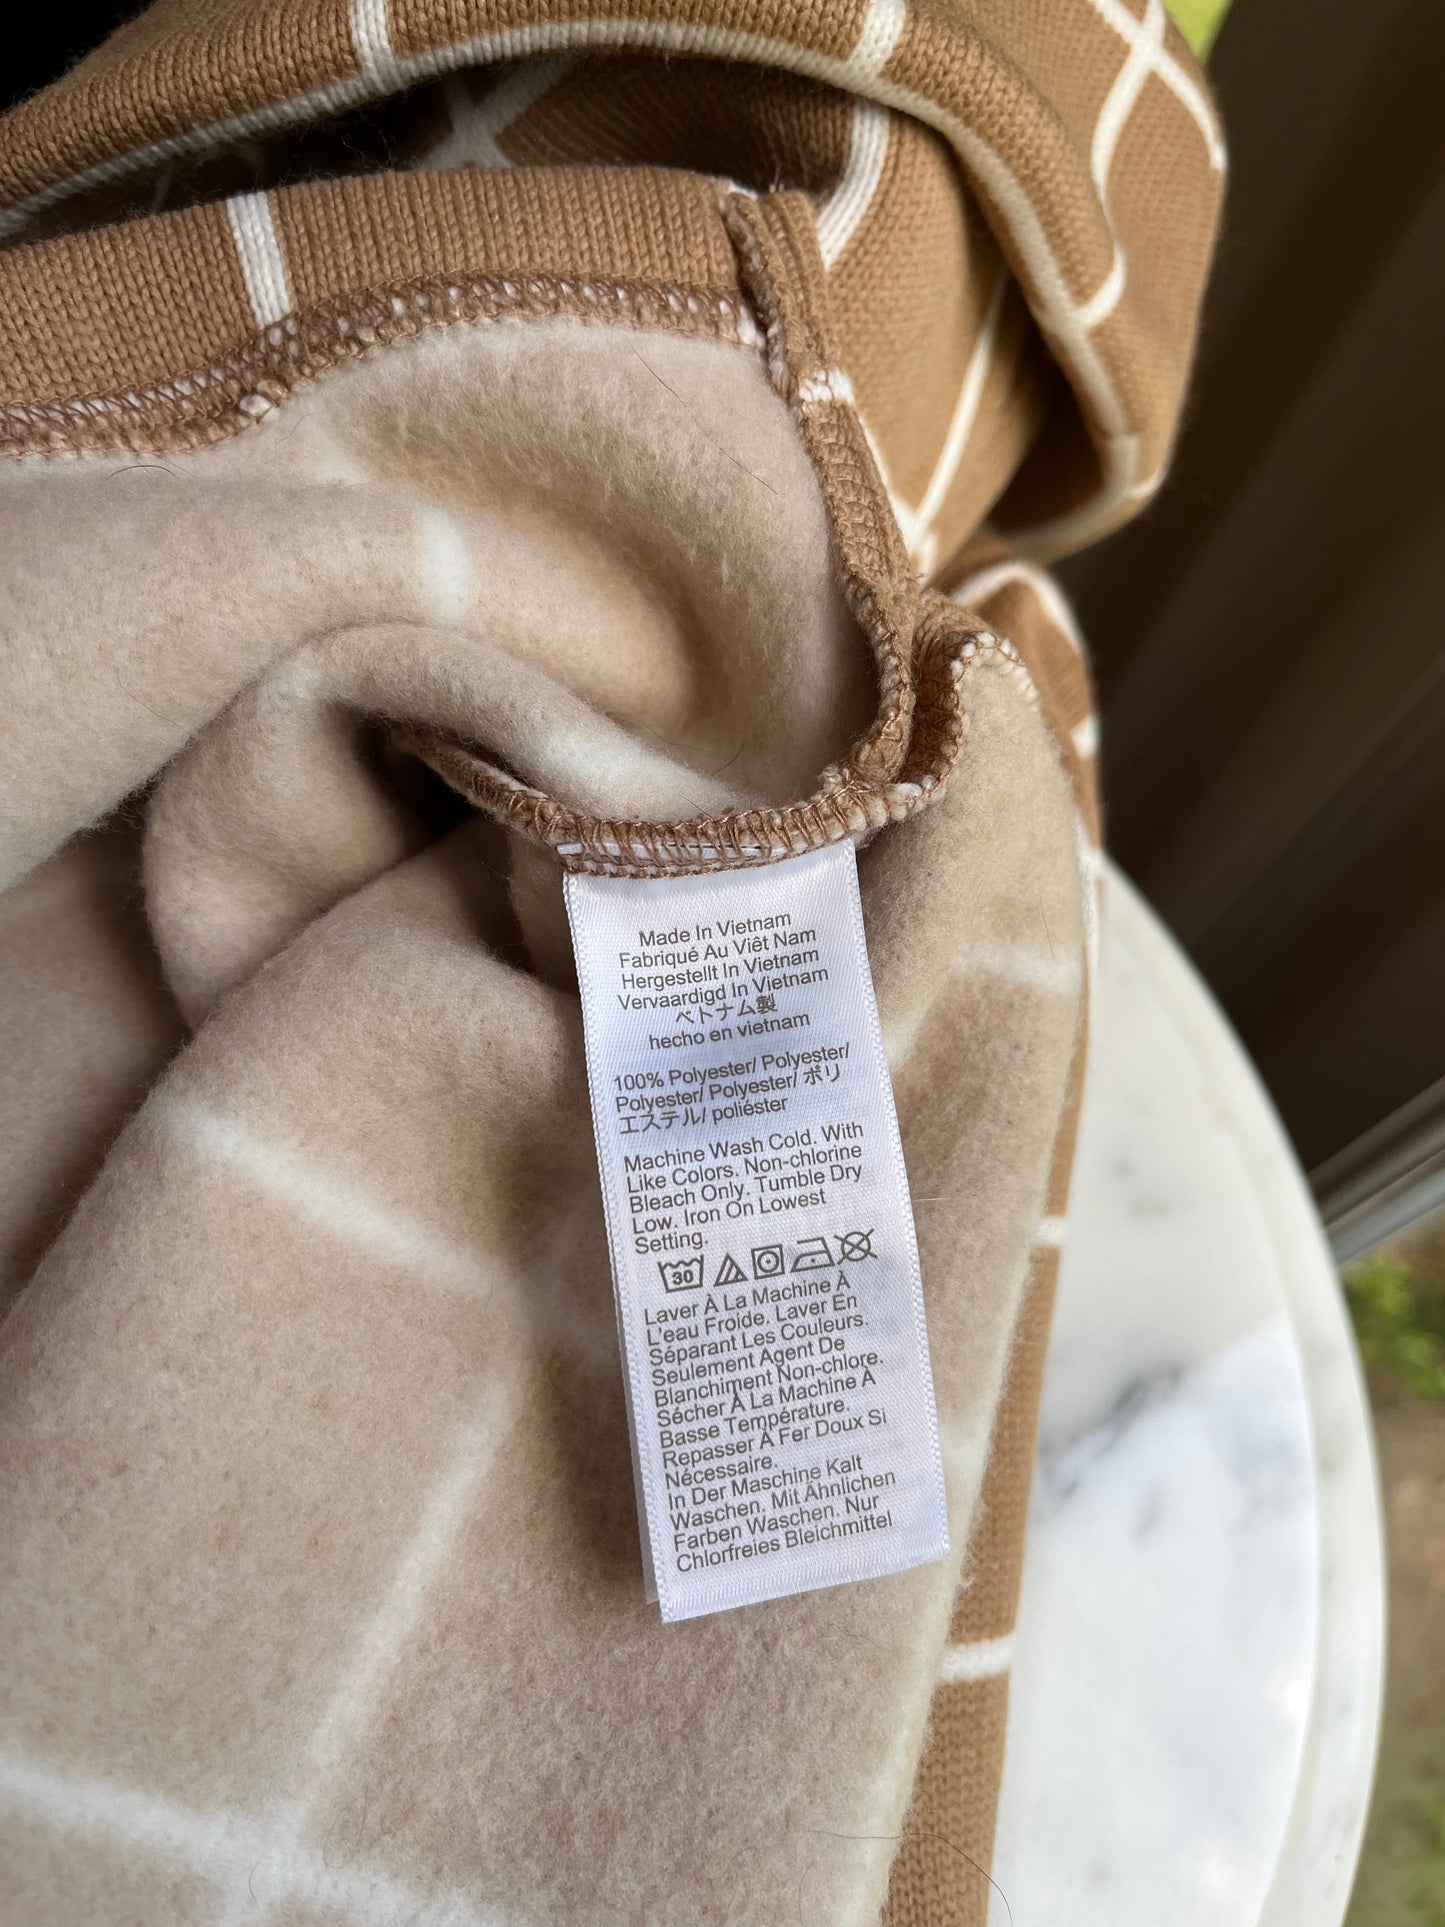 Made In Vietnam
Fabriqué Au Viêt Nam
Hergestellt In Vietnam
Vervaardigd In Vietnam
ベトナム製
hecho en vietnam
100% Polyester/ Polyester/
Polyester/ Polyester/ ポリ
エステル/ poliéster
Machine Wash Cold. With
Like Colors. Non-chlorine
Bleach Only. Tumble Dry
Low. Iron On Lowest
Setting.
30
Laver À La Machine À
L'eau Froide. Laver En
Séparant Les Couleurs.
Seulement Agent De
Blanchiment Non-chlore.
Sécher À La Machine À
Basse Température.
Repasser À Fer Doux Si
Nécessaire.
In Der Maschine Kalt
Waschen. Mit Ähnlichen
Farben Waschen. Nur
Chlorfreies Bleichmittel